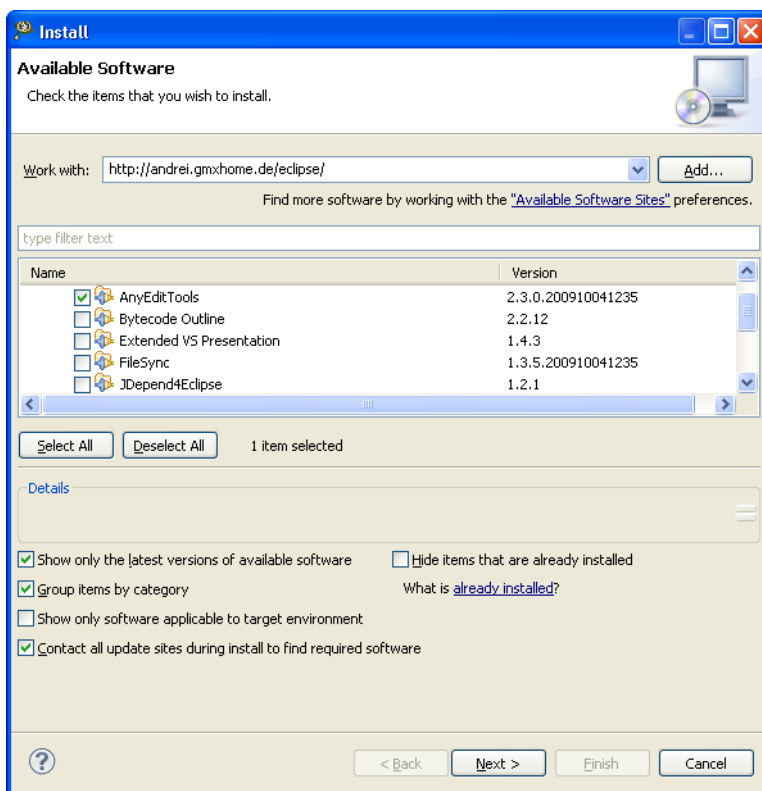 Install
Available Software
Check the items that you wish to install.
Work with: http://andrei.gmxhome.de/eclipse/ Add...
Find more software by working with the "Available Software Sites" preferences.
type filter text
Name Version
AnyEditTools 2.3.0.200910041235
Bytecode Outline 2.2.12
Extended VS Presentation 1.4.3
FileSync 1.3.5.200910041235
JDepend4Eclipse 1.2.1
Select All Deselect All 1 item selected
Details
Show only the latest versions of available software Hide items that are already installed
Group items by category What is already installed?
Show only software applicable to target environment
Contact all update sites during install to find required software
? < Back Next > Finish Cancel